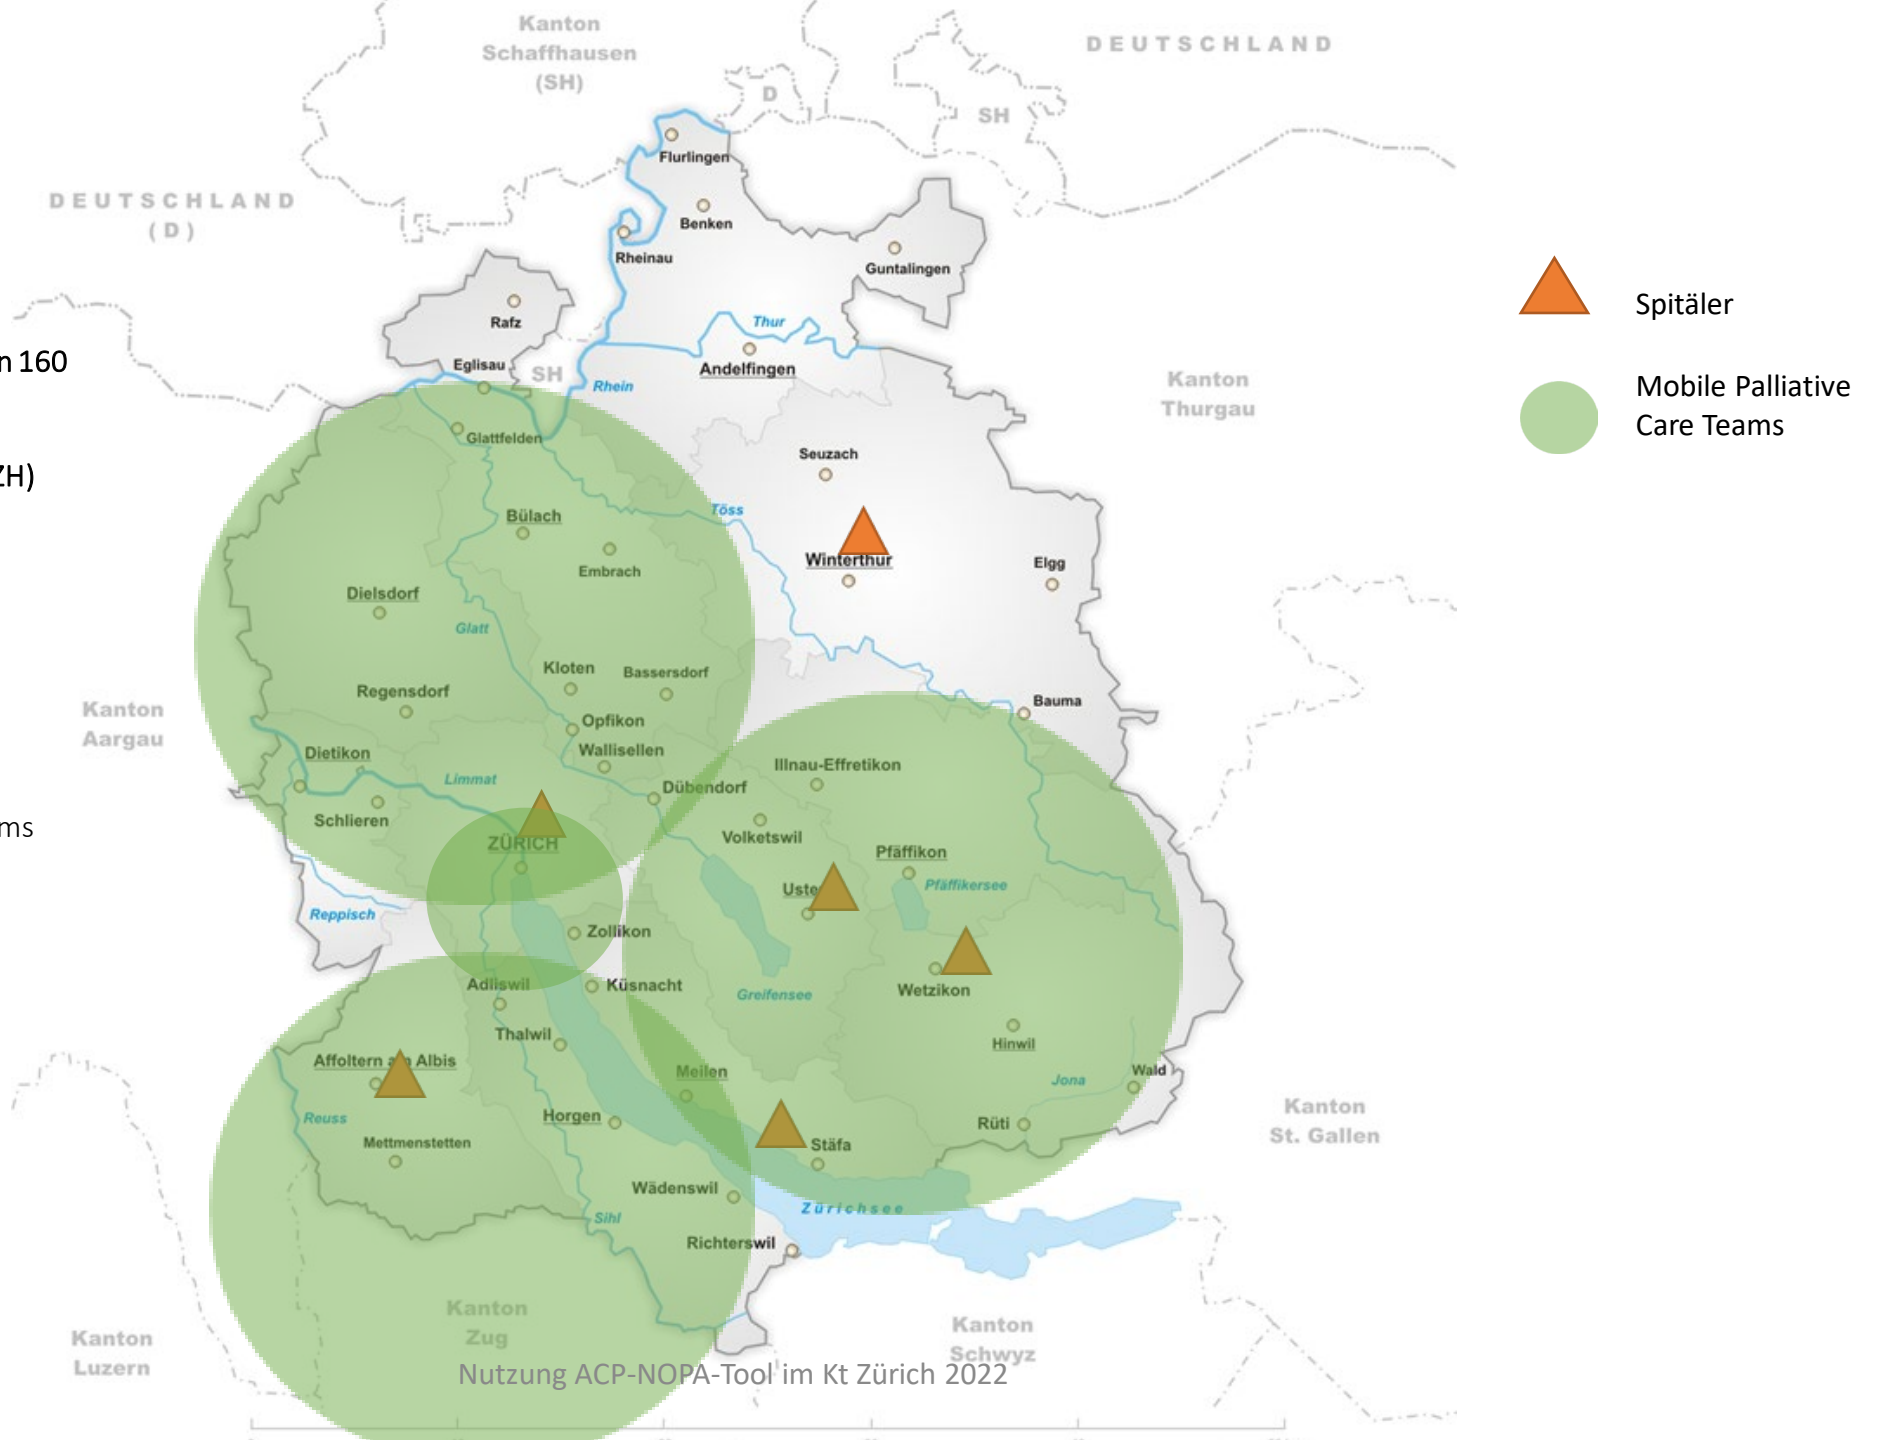 Kanton
Schaffhausen
(SH)
DEUTSCHLAND
D
SH
Flurlingen
DEUTSCHLAND
(D)
Benken
Rheinau
Guntalingen
Spitäler
Rafz
Thur
n 160
Eglisau
SH
Rhein
Andelfingen
Kanton
Thurgau
Mobile Palliative
Care Teams
Glattfelden
Seuzach
ZH)
Bülach
Töss
Winterthur
Elgg
Embrach
Dielsdorf
Glatt
Kloten
Bassersdorf
Regensdorf
Bauma
Kanton
Aargau
Opfikon
Wallisellen
Dietikon
Limmat
Illnau-Effretikon
Dübendorf
Schlieren
ms
Volketswil
ZÜRICH
Pfäffikon
Uste
Pfäffikersee
Reppisch
Zollikon
Adliswil
Küsnacht
Greifensee
Wetzikon
Thalwil
Hinwil
Affoltern am Albis
Meilen
Wald
Jona
Reuss
Horgen
Rüti
Kanton
St. Gallen
Mettmenstetten
Stäfa
Wädenswil
Zürichsee
Sihl
Richterswil
Kanton
Zug
Kanton
Luzern
Kanton
Schwyz
Nutzung ACP-NOPA-Tool im Kt Zürich 2022